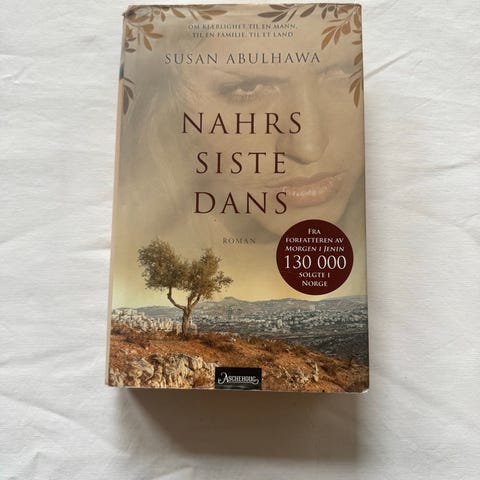 OM KJÆRLIGHET TIL EN MANN,
TIL EN FAMILIE, TIL ET LAND
SUSAN ABULHAWA
NAHRS
SISTE
DANS
ROMAN
FRA
FORFATTEREN AV
MORGEN I JENIN
130 000
SOLGTE I
NORGE
ASCHEHOUG